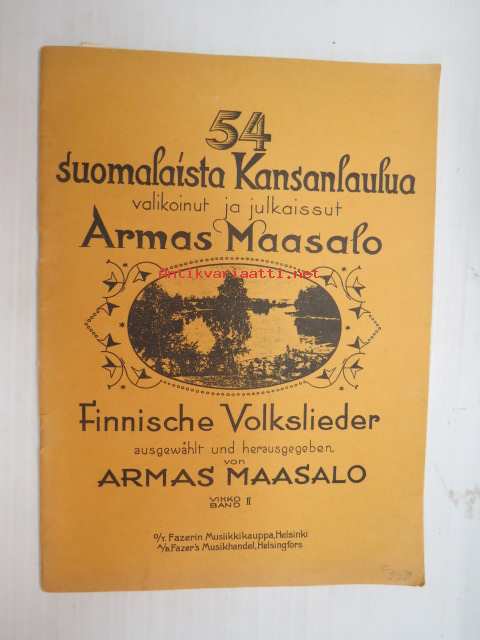 54
Suomalaista Kansanlaulua
valikoinut ja julkaissut
Armas Maasalo
antikvariaatti.net
Finnische Volkslieder
ausgewählt und herausgegeben
von
ARMAS MAASALO
VIHKO II
BAND
O/Y. Fazerin Musiikkikauppa, Helsinki
A/B. Fazer's Musikhandel, Helsingfors